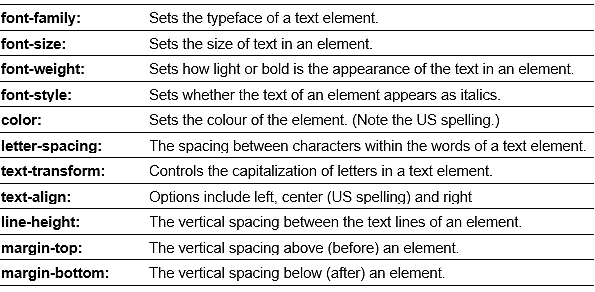 font-family: Sets the typeface of a text element.
font-size: Sets the size of text in an element.
font-weight: Sets how light or bold is the appearance of the text in an element.
font-style: Sets whether the text of an element appears as italics.
color: Sets the colour of the element. (Note the US spelling.)
letter-spacing: The spacing between characters within the words of a text element.
text-transform: Controls the capitalization of letters in a text element.
text-align: Options include left, center (US spelling) and right
line-height: The vertical spacing between the text lines of an element.
margin-top: The vertical spacing above (before) an element.
margin-bottom: The vertical spacing below (after) an element.